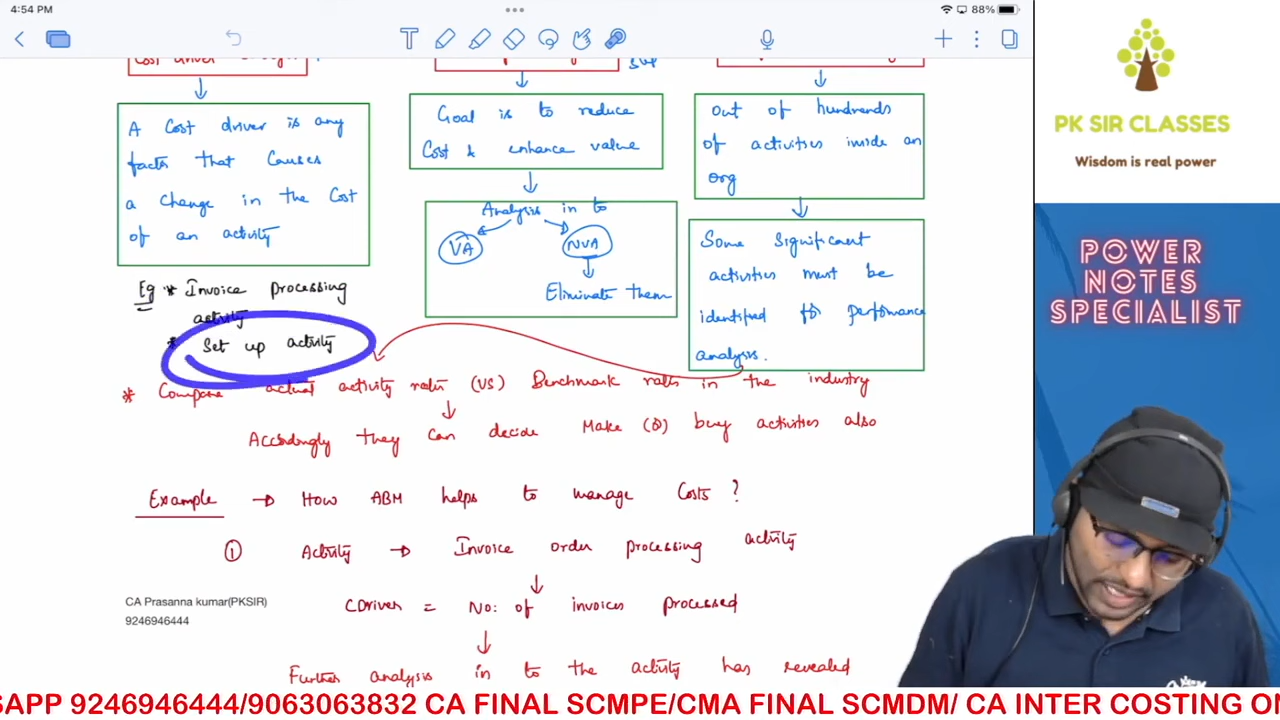 4:54 PM
88%
Cost driver
A Cost driver is any
factor that Causes
a change in the Cost
of an activity
Eg * Invoice processing
activity
* Set up activity
Goal is to reduce
Cost & enhance value
Analysis in to
VA NVA
Eliminate them
Out of hundrends
of activities inside an
org
Some significant
activities must be
identified for performance
analysis.
* Compare actual activity rates (VS) Benchmark rates in the industry
Accordingly they can decide Make (or) buy activities also
Example → How ABM helps to manage Costs ?
① Activity → Invoice order processing activity
CDriver = No: of invoices processed
Further analysis in to the activity has revealed
CA Prasanna kumar(PKSIR)
9246946444
PK SIR CLASSES
Wisdom is real power
POWER
NOTES
SPECIALIST
SAPP 9246946444/9063063832 CA FINAL SCMPE/CMA FINAL SCMDM/ CA INTER COSTING O